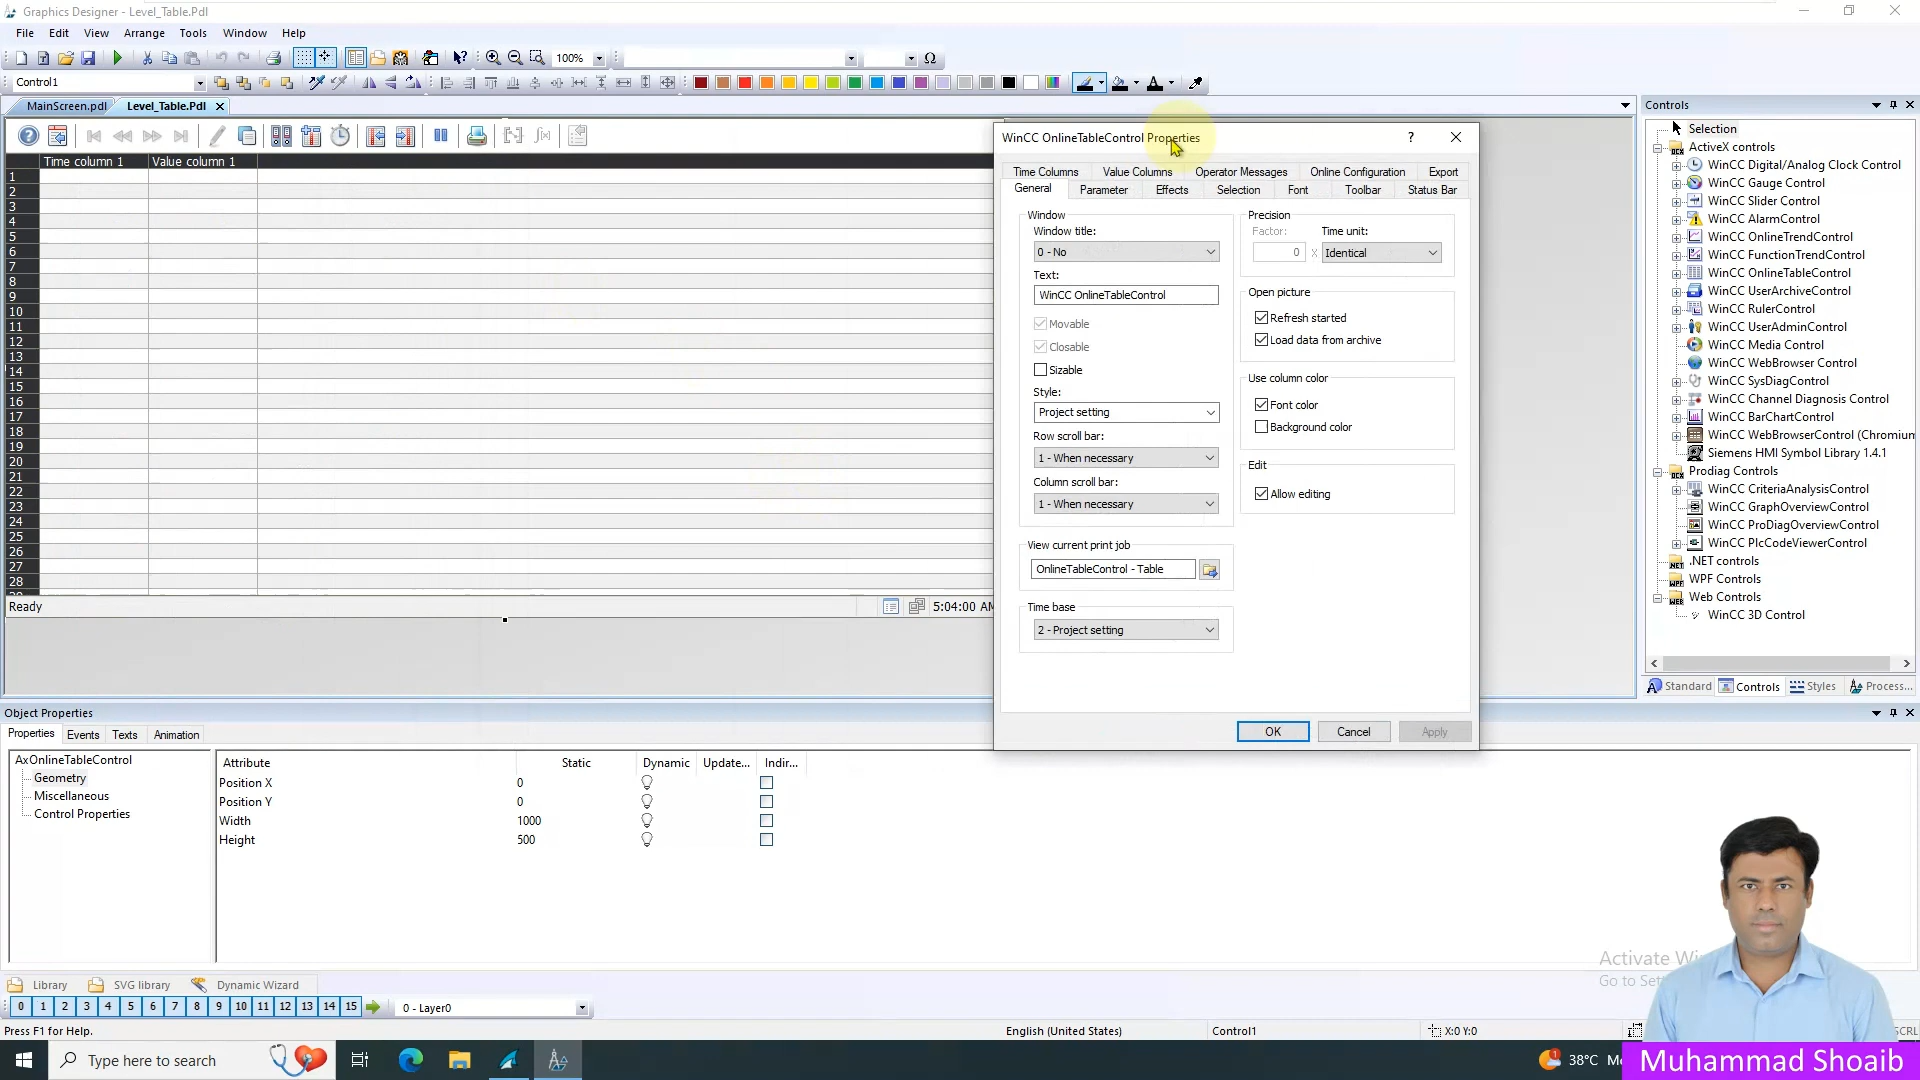 Graphics Designer - Level_Table.Pdl
File Edit View Arrange Tools Window Help
100%
Control1
MainScreen.pdl Level_Table.Pdl
Time column 1 Value column 1
1
2
3
4
5
6
7
8
9
10
11
12
13
14
15
16
17
18
19
20
21
22
23
24
25
26
27
28
Ready
5:04:00 AM
WinCC OnlineTableControl Properties
Time Columns Value Columns Operator Messages Online Configuration Export
General Parameter Effects Selection Font Toolbar Status Bar
Window
Window title:
0 - No
Text:
WinCC OnlineTableControl
Movable
Closable
Sizable
Style:
Project setting
Row scroll bar:
1 - When necessary
Column scroll bar:
1 - When necessary
View current print job
OnlineTableControl - Table
Time base
2 - Project setting
Precision
Factor: Time unit:
0 x Identical
Open picture
Refresh started
Load data from archive
Use column color
Font color
Background color
Edit
Allow editing
OK Cancel Apply
Controls
Selection
ActiveX controls
WinCC Digital/Analog Clock Control
WinCC Gauge Control
WinCC Slider Control
WinCC AlarmControl
WinCC OnlineTrendControl
WinCC FunctionTrendControl
WinCC OnlineTableControl
WinCC UserArchiveControl
WinCC RulerControl
WinCC UserAdminControl
WinCC Media Control
WinCC WebBrowser Control
WinCC SysDiagControl
WinCC Channel Diagnosis Control
WinCC BarChartControl
WinCC WebBrowserControl (Chromium
Siemens HMI Symbol Library 1.4.1
Prodiag Controls
WinCC CriteriaAnalysisControl
WinCC GraphOverviewControl
WinCC ProDiagOverviewControl
WinCC PlcCodeViewerControl
.NET controls
WPF Controls
Web Controls
WinCC 3D Control
Standard Controls Styles Process...
Object Properties
Properties Events Texts Animation
AxOnlineTableControl
Geometry
Miscellaneous
Control Properties
Attribute Static Dynamic Update... Indir...
Position X 0
Position Y 0
Width 1000
Height 500
Library SVG library Dynamic Wizard
0 1 2 3 4 5 6 7 8 9 10 11 12 13 14 15 0 - Layer0
Press F1 for Help. English (United States) Control1 X:0 Y:0 SCRL
Activate Wi
Go to Set
Type here to search
38°C
Muhammad Shoaib